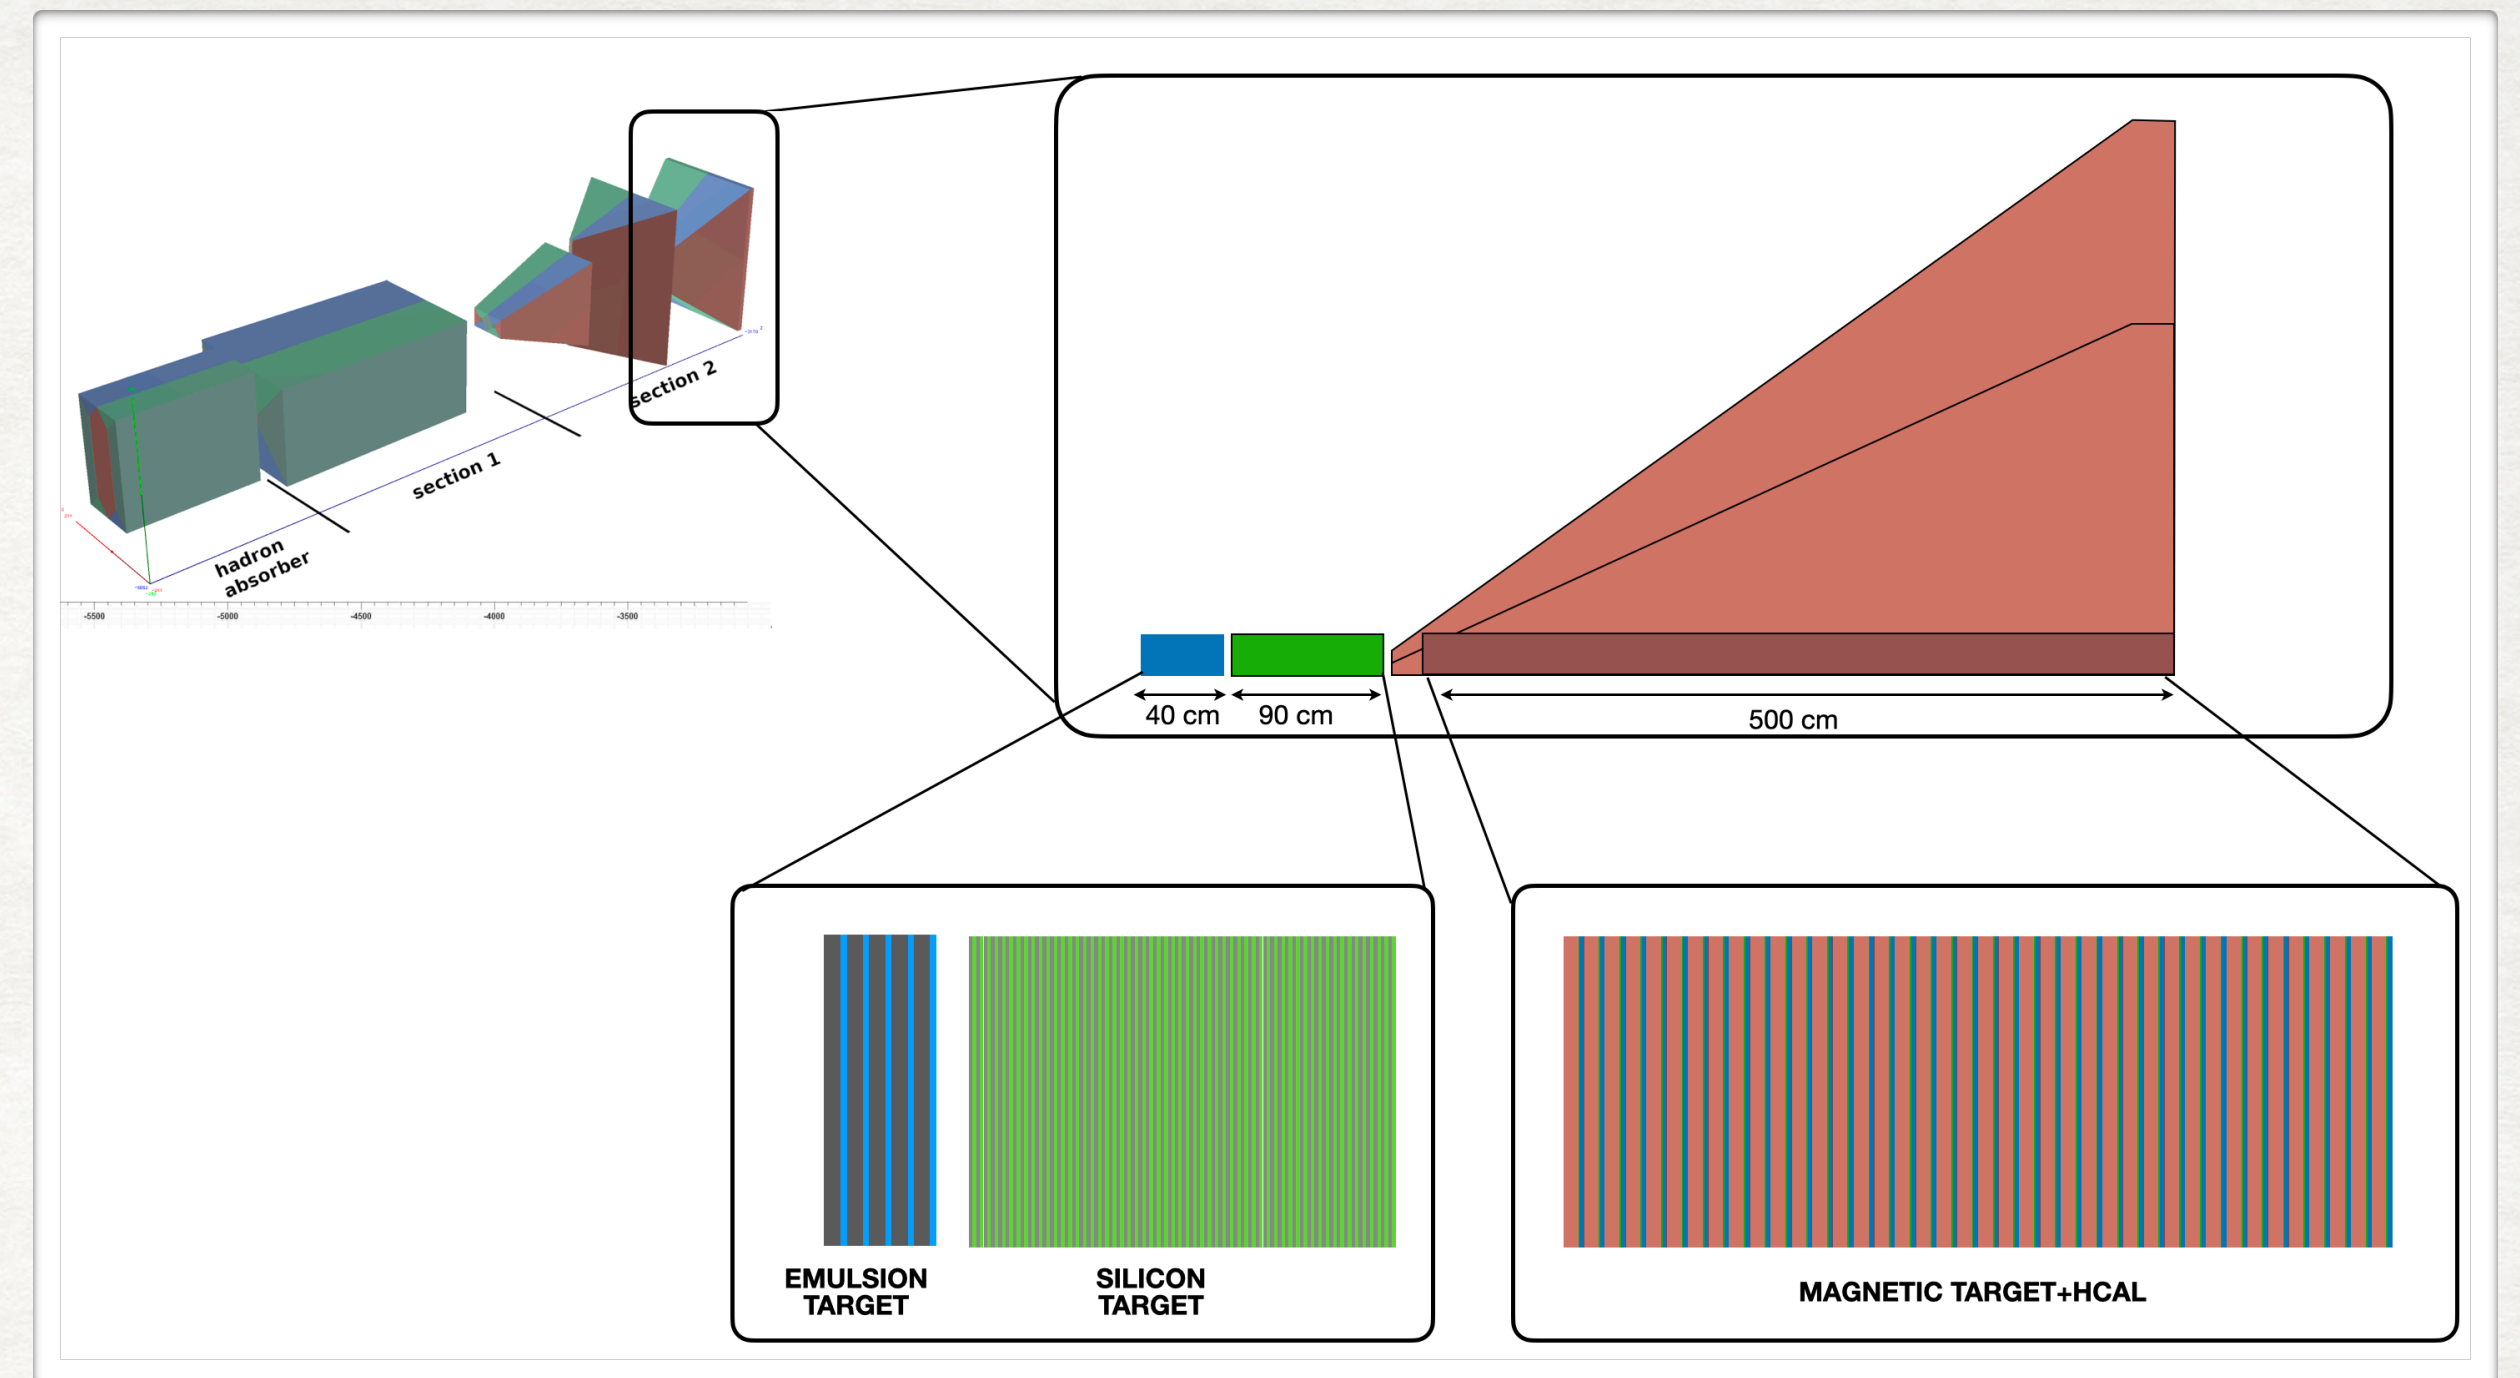 section 2
section 1
hadron
absorber
-5500
-5000
-4500
-4000
-3500
40 cm
90 cm
500 cm
EMULSION
TARGET
SILICON
TARGET
MAGNETIC TARGET+HCAL